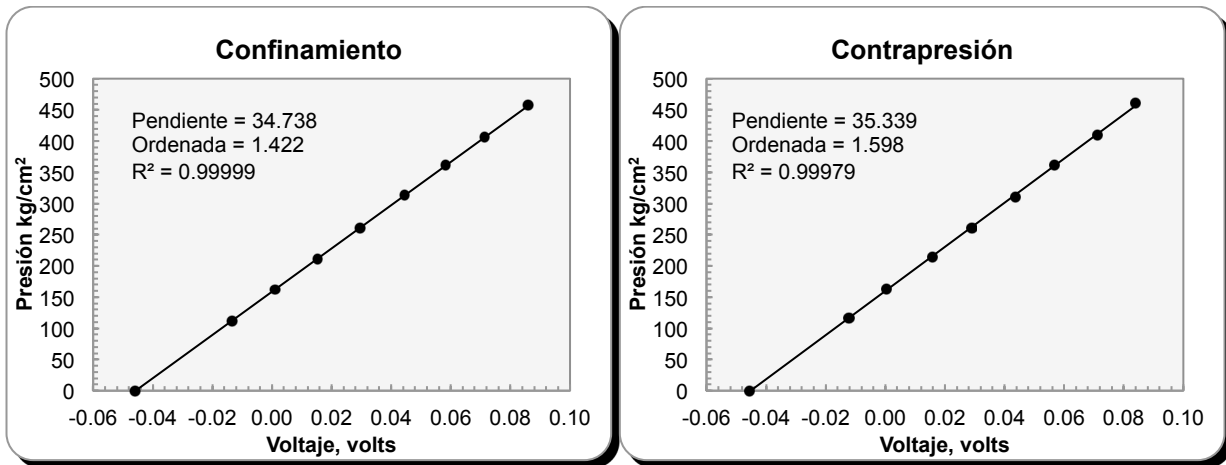 Confinamiento
Pendiente = 34.738
Ordenada = 1.422
R² = 0.99999
Presión kg/cm²
500
450
400
350
300
250
200
150
100
50
0
-0.06 -0.04 -0.02 0.00 0.02 0.04 0.06 0.08 0.10
Voltaje, volts
Contrapresión
Pendiente = 35.339
Ordenada = 1.598
R² = 0.99979
Presión kg/cm²
500
450
400
350
300
250
200
150
100
50
0
-0.06 -0.04 -0.02 0.00 0.02 0.04 0.06 0.08 0.10
Voltaje, volts